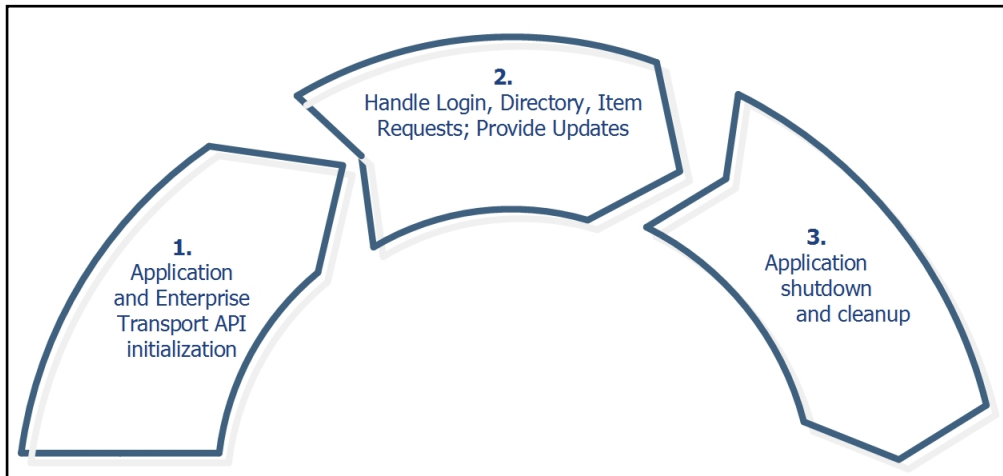 1.
Application
and Enterprise
Transport API
initialization
2.
Handle Login, Directory, Item
Requests; Provide Updates
3.
Application
shutdown
and cleanup